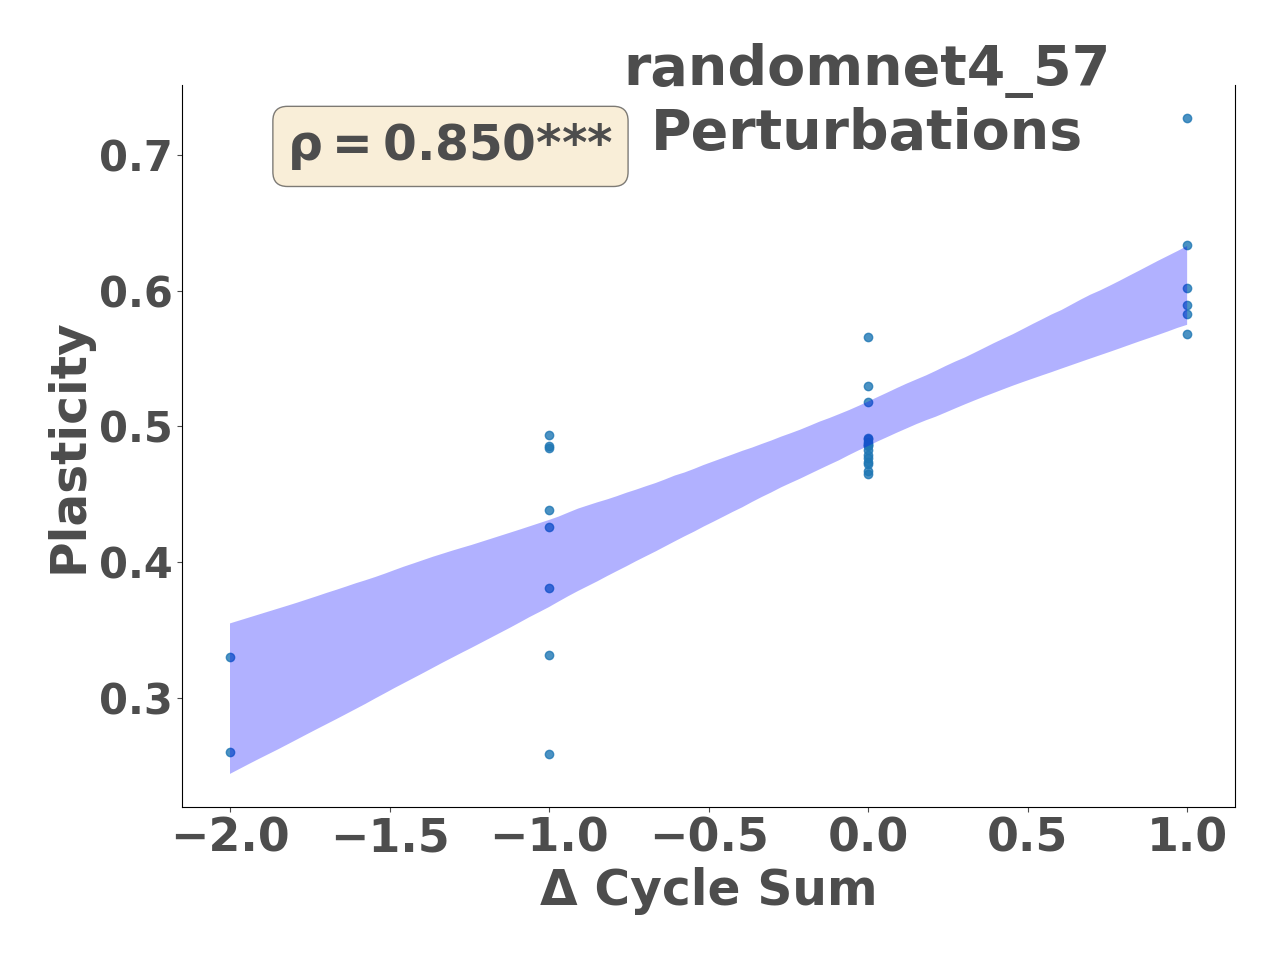 randomnet4_57
Perturbations
ρ = 0.850***
0.7
0.6
0.5
0.4
0.3
Plasticity
−2.0 −1.5 −1.0 −0.5 0.0 0.5 1.0
Δ Cycle Sum